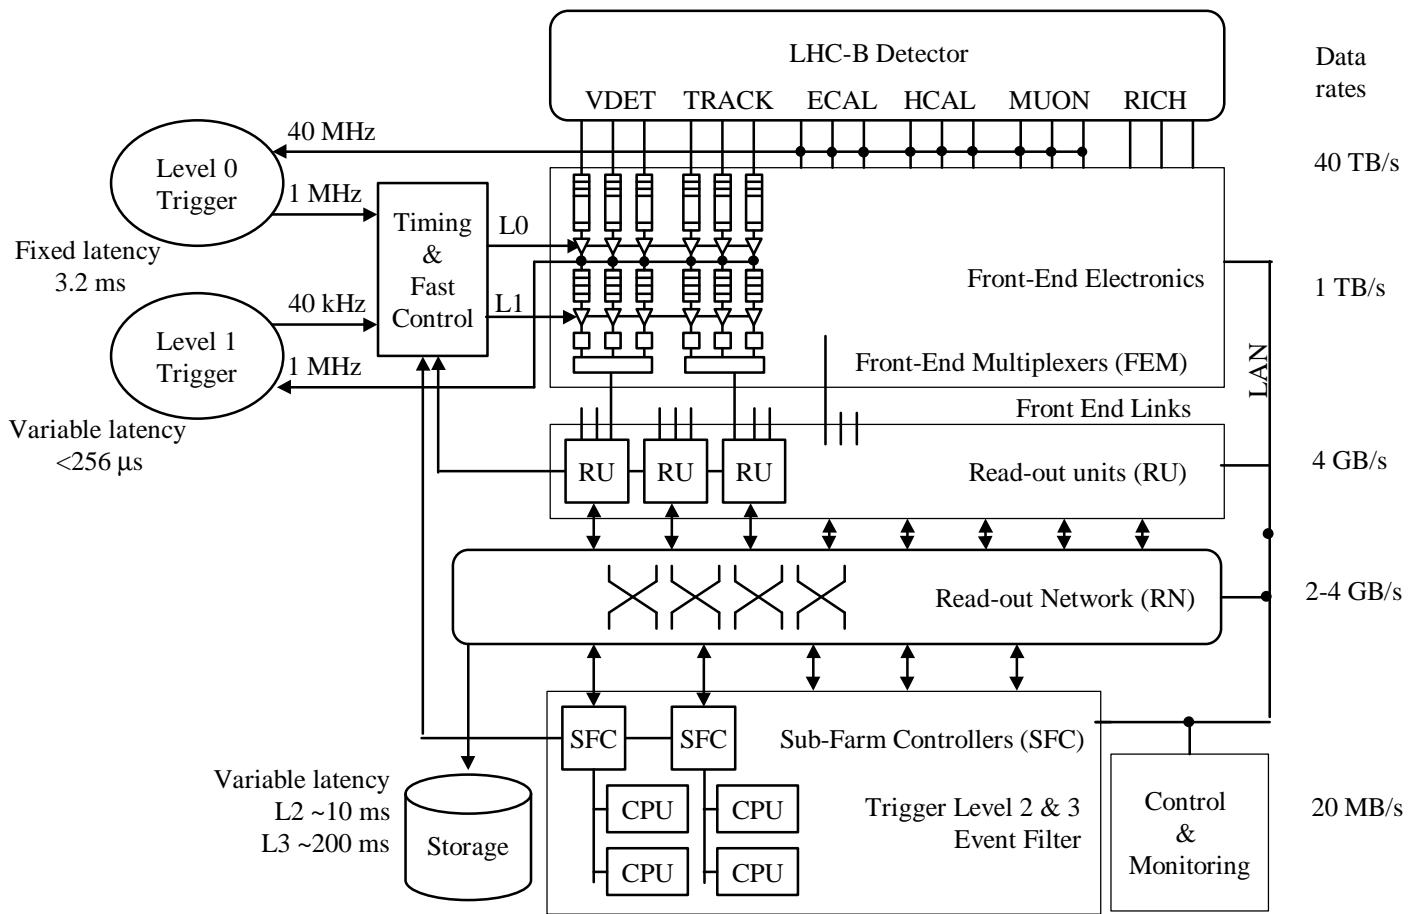 LHC-B Detector
Data
rates
VDET TRACK ECAL HCAL MUON RICH
40 MHz
Level 0
Trigger
40 TB/s
1 MHz
Timing
&
Fast
Control
L0
Fixed latency
3.2 ms
Front-End Electronics
1 TB/s
40 kHz
L1
Level 1
Trigger
1 MHz
Front-End Multiplexers (FEM)
LAN
Front End Links
Variable latency
<256 μs
RU RU RU
Read-out units (RU)
4 GB/s
Read-out Network (RN)
2-4 GB/s
SFC SFC
Sub-Farm Controllers (SFC)
Variable latency
L2 ~10 ms
L3 ~200 ms
Storage
CPU CPU
CPU CPU
Trigger Level 2 & 3
Event Filter
Control
&
Monitoring
20 MB/s